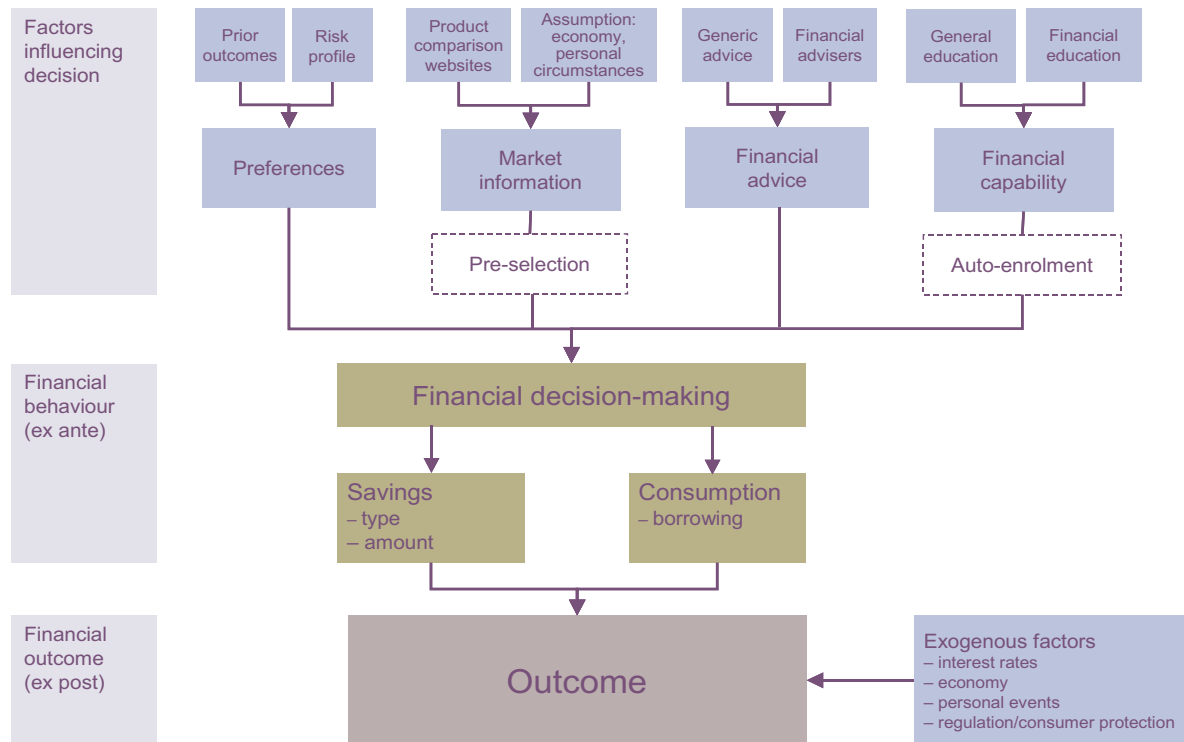 Factors
influencing
decision
Prior
outcomes
Risk
profile
Product
comparison
websites
Assumption:
economy,
personal
circumstances
Generic
advice
Financial
advisers
General
education
Financial
education
Preferences
Market
information
Financial
advice
Financial
capability
Pre-selection
Auto-enrolment
Financial
behaviour
(ex ante)
Financial decision-making
Savings
– type
– amount
Consumption
– borrowing
Financial
outcome
(ex post)
Outcome
Exogenous factors
– interest rates
– economy
– personal events
– regulation/consumer protection